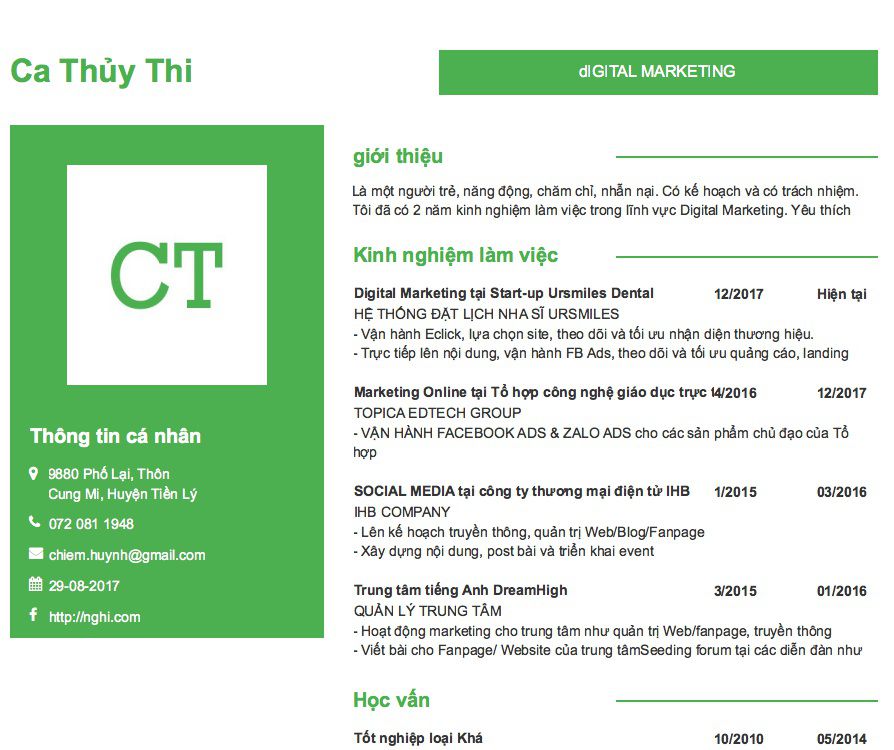 Ca Thủy Thi
dIGITAL MARKETING
CT
Thông tin cá nhân
9880 Phố Lại, Thôn
Cung Mi, Huyện Tiền Lý
072 081 1948
chiem.huynh@gmail.com
29-08-2017
http://nghi.com
giới thiệu
Là một người trẻ, năng động, chăm chỉ, nhẫn nại. Có kế hoạch và có trách nhiệm.
Tôi đã có 2 năm kinh nghiệm làm việc trong lĩnh vực Digital Marketing. Yêu thích
Kinh nghiệm làm việc
Digital Marketing tại Start-up Ursmiles Dental 12/2017 Hiện tại
HỆ THỐNG ĐẶT LỊCH NHA SĨ URSMILES
- Vận hành Eclick, lựa chọn site, theo dõi và tối ưu nhận diện thương hiệu.
- Trực tiếp lên nội dung, vận hành FB Ads, theo dõi và tối ưu quảng cáo, landing
Marketing Online tại Tổ hợp công nghệ giáo dục trực t4/2016 12/2017
TOPICA EDTECH GROUP
- VẬN HÀNH FACEBOOK ADS & ZALO ADS cho các sản phẩm chủ đạo của Tổ
hợp
SOCIAL MEDIA tại công ty thương mại điện tử IHB 1/2015 03/2016
IHB COMPANY
- Lên kế hoạch truyền thông, quản trị Web/Blog/Fanpage
- Xây dựng nội dung, post bài và triển khai event
Trung tâm tiếng Anh DreamHigh 3/2015 01/2016
QUẢN LÝ TRUNG TÂM
- Hoạt động marketing cho trung tâm như quản trị Web/fanpage, truyền thông
- Viết bài cho Fanpage/ Website của trung tâmSeeding forum tại các diễn đàn như
Học vấn
Tốt nghiệp loại Khá 10/2010 05/2014